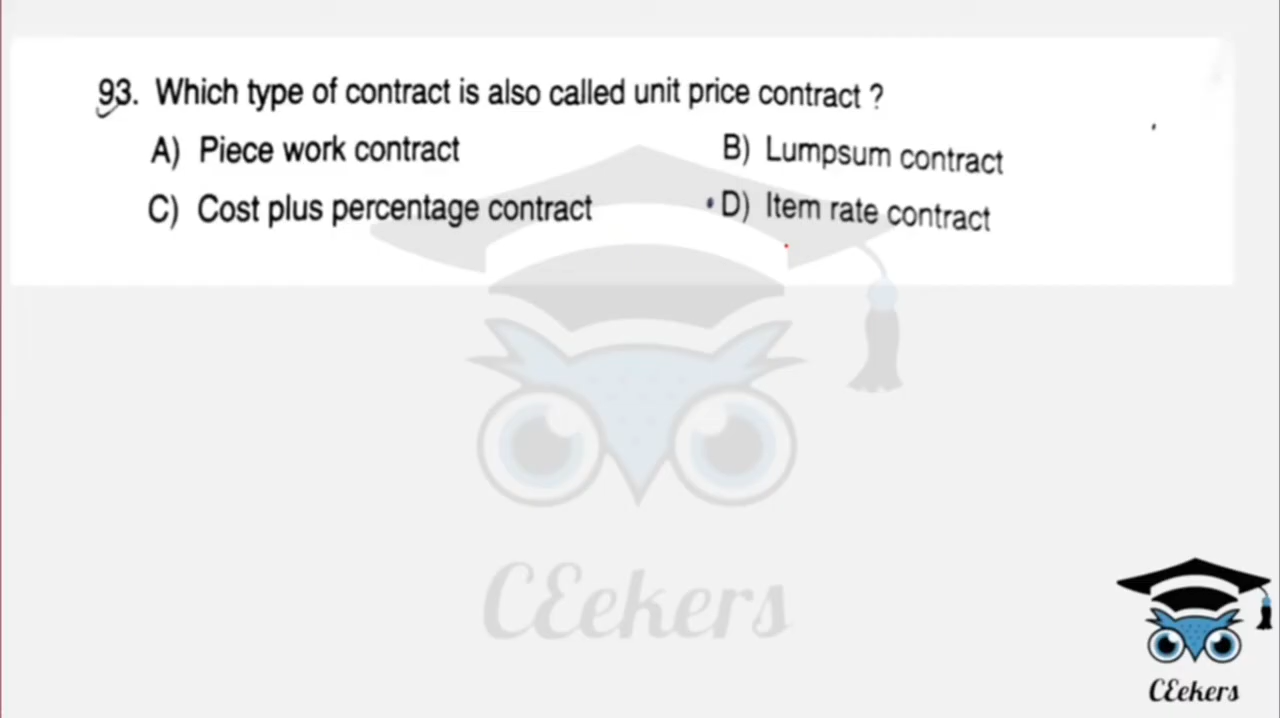 93. Which type of contract is also called unit price contract ?
A) Piece work contract B) Lumpsum contract
C) Cost plus percentage contract D) Item rate contract
CEekers
CEekers